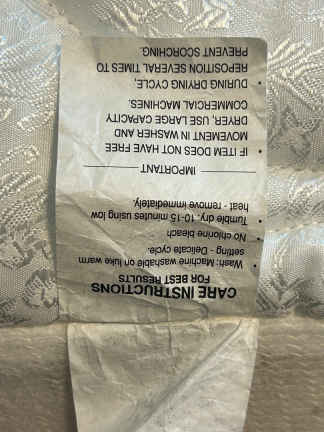 CARE INSTRUCTIONS
FOR BEST RESULTS
• Wash: Machine washable on luke warm
setting - Delicate cycle.
• No chlorine bleach
• Tumble dry. 10-15 minutes using low
heat - remove immediately.
IMPORTANT
• IF ITEM DOES NOT HAVE FREE
MOVEMENT IN WASHER AND
DRYER, USE LARGE CAPACITY
COMMERCIAL MACHINES.
• DURING DRYING CYCLE.
REPOSITION SEVERAL TIMES TO
PREVENT SCORCHING.